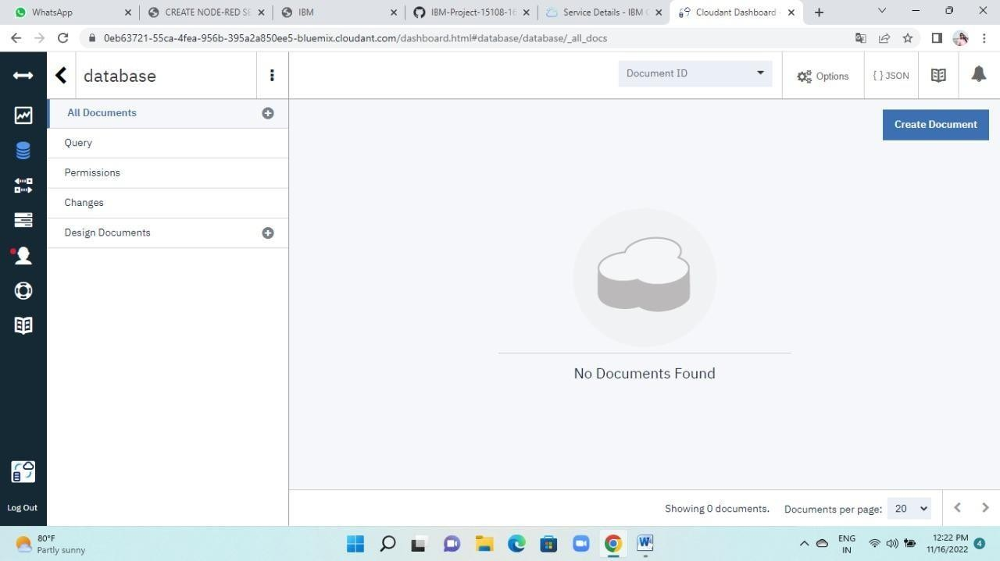 WhatsApp
CREATE NODE-RED SE
IBM
IBM-Project-15108-16
Service Details - IBM C
Cloudant Dashboard
0eb63721-55ca-4fea-956b-395a2a850ee5-bluemix.cloudant.com/dashboard.html#database/database/_all_docs
database
Document ID
Options
{ } JSON
All Documents
Create Document
Query
Permissions
Changes
Design Documents
No Documents Found
Log Out
Showing 0 documents.
Documents per page: 20
80°F
Partly sunny
ENG
IN
12:22 PM
11/16/2022
4